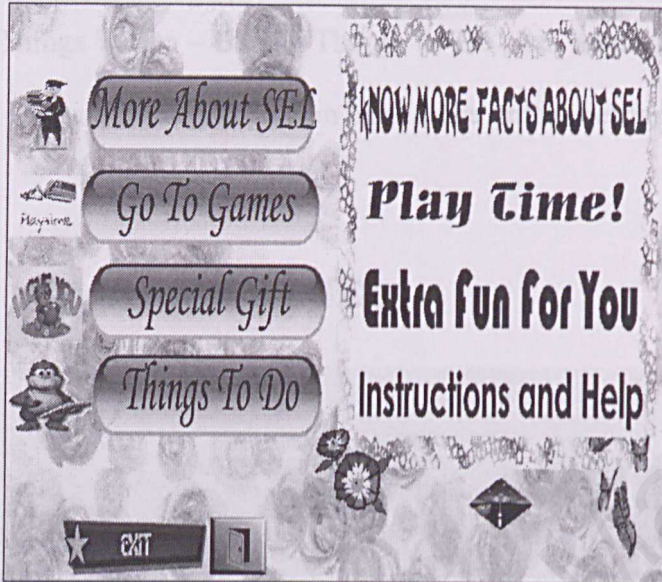 More About SEL
KNOW MORE FACTS ABOUT SEL
Playtime
Go To Games
Play Time!
Special Gift
Extra Fun For You
Things To Do
Instructions and Help
EXIT